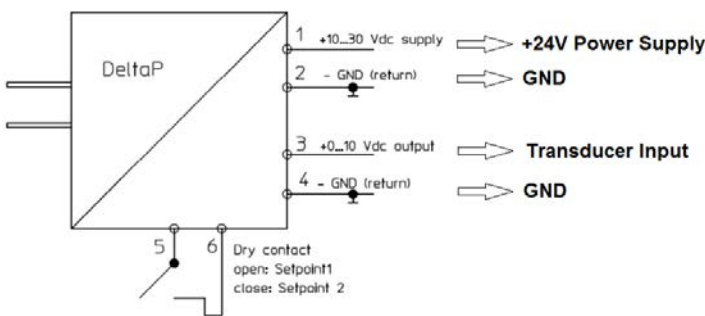 DeltaP
1 +10...30 Vdc supply +24V Power Supply
2 - GND (return) GND
3 +0...10 Vdc output Transducer Input
4 - GND (return) GND
5 6 Dry contact
open: Setpoint1
close: Setpoint 2